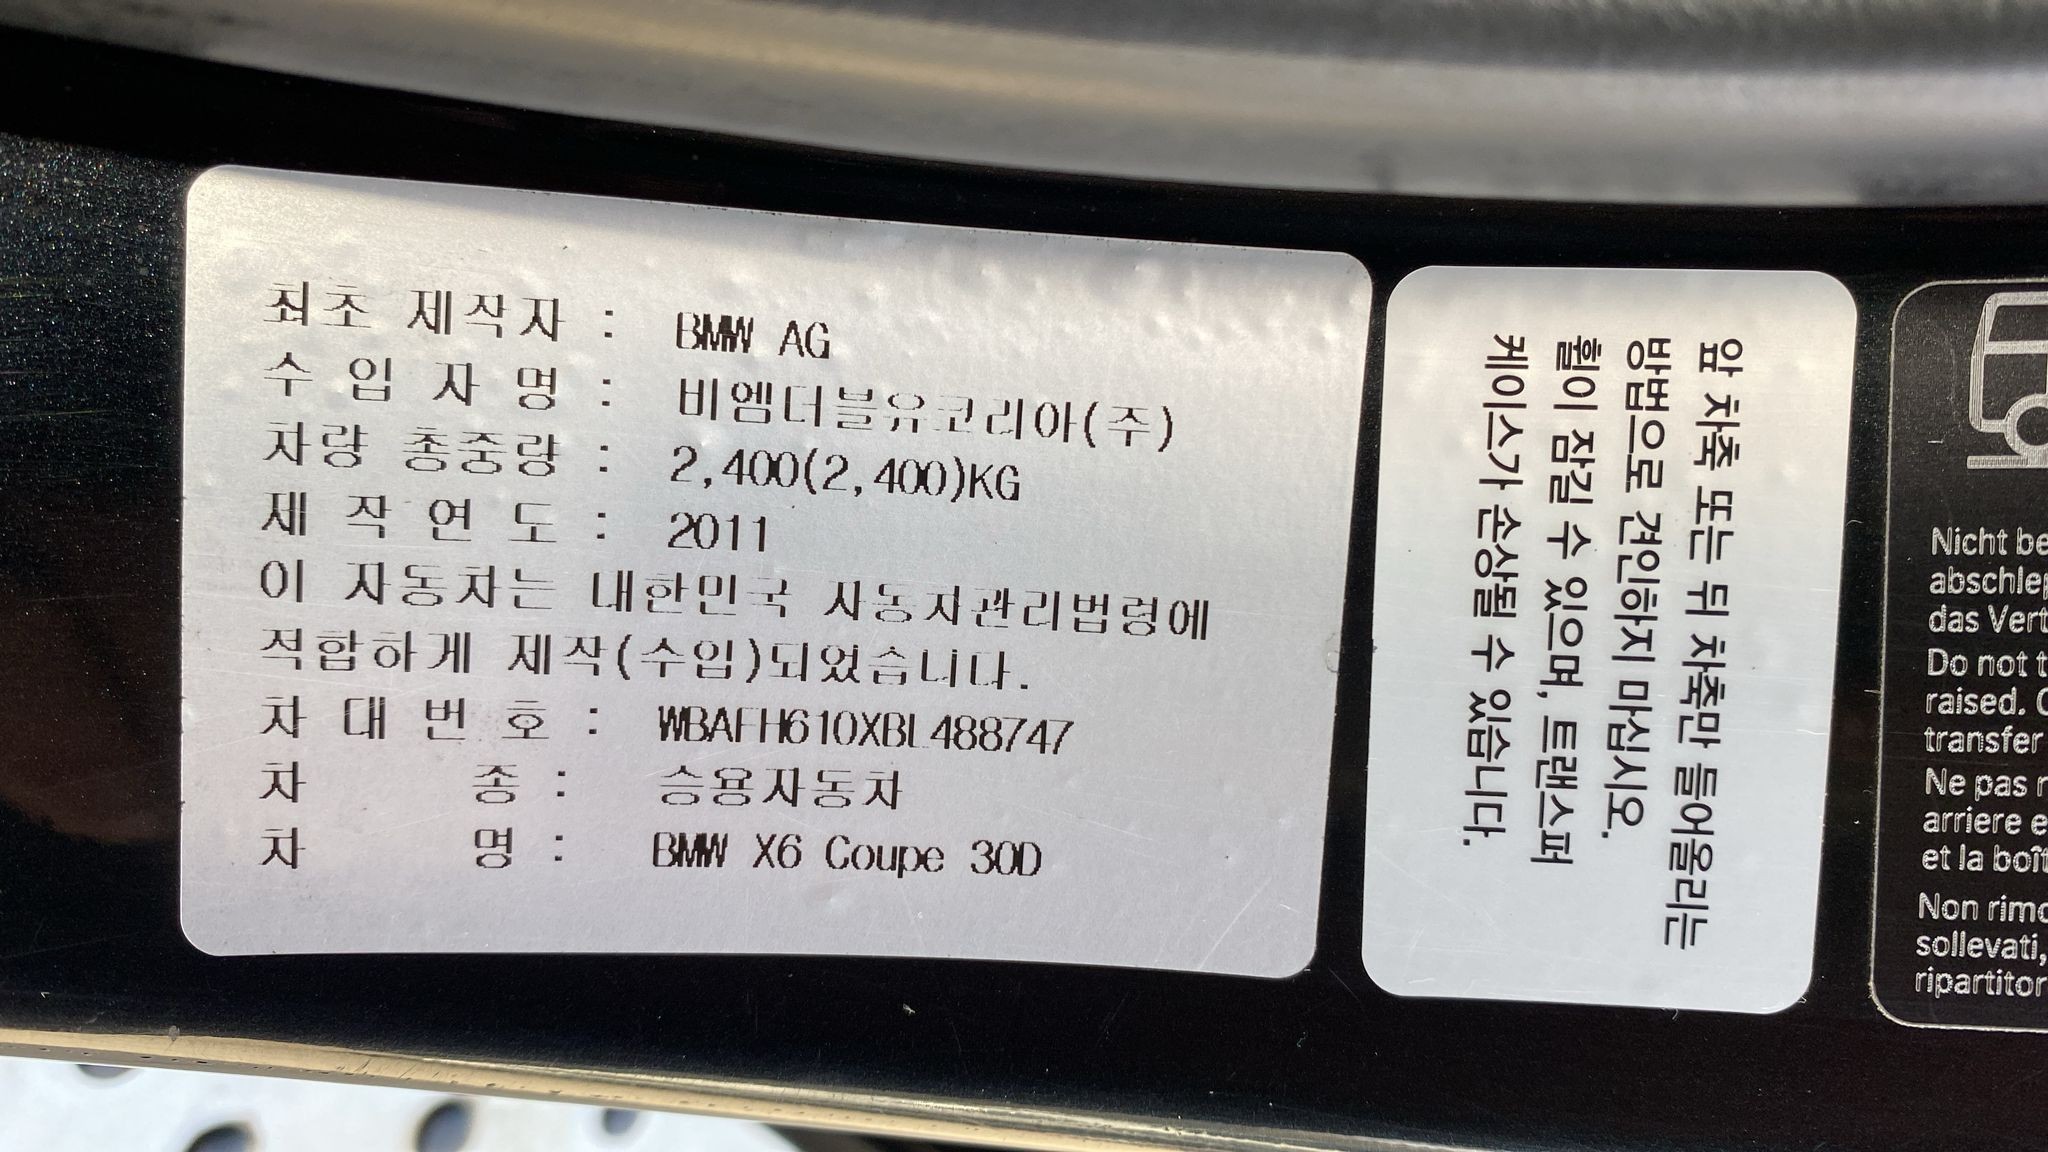 최초 제작자 : BMW AG
수 입 자 명 : 비엠더블유코리아(주)
차량 총중량 : 2,400(2,400)KG
제 작 연 도 : 2011
이 자동차는 대한민국 자동차관리법령에
적합하게 제작(수입)되었습니다.
차 대 번 호 : WBAFH610XBL488747
차 종 : 승용자동차
차 명 : BMW X6 Coupe 30D
앞 차축 또는 뒤 차축만 들어올리는
방법으로 견인하지 마십시오.
휠이 잠길 수 있으며, 트랜스퍼
케이스가 손상될 수 있습니다.
Nicht
das
Do not
raised.
transfer
Ne pas
arriere
et la
Non
sollevati,